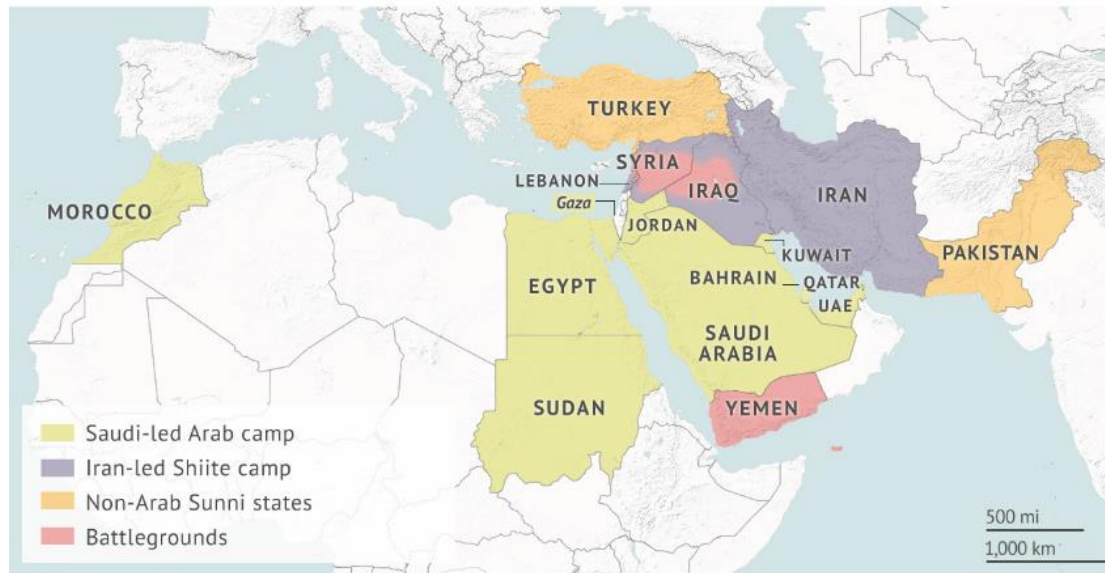 TURKEY
SYRIA
LEBANON
IRAQ
IRAN
Gaza
MOROCCO
JORDAN
KUWAIT
PAKISTAN
EGYPT
BAHRAIN
QATAR
UAE
SAUDI
ARABIA
SUDAN
YEMEN
Saudi-led Arab camp
Iran-led Shiite camp
Non-Arab Sunni states
Battlegrounds
500 mi
1,000 km